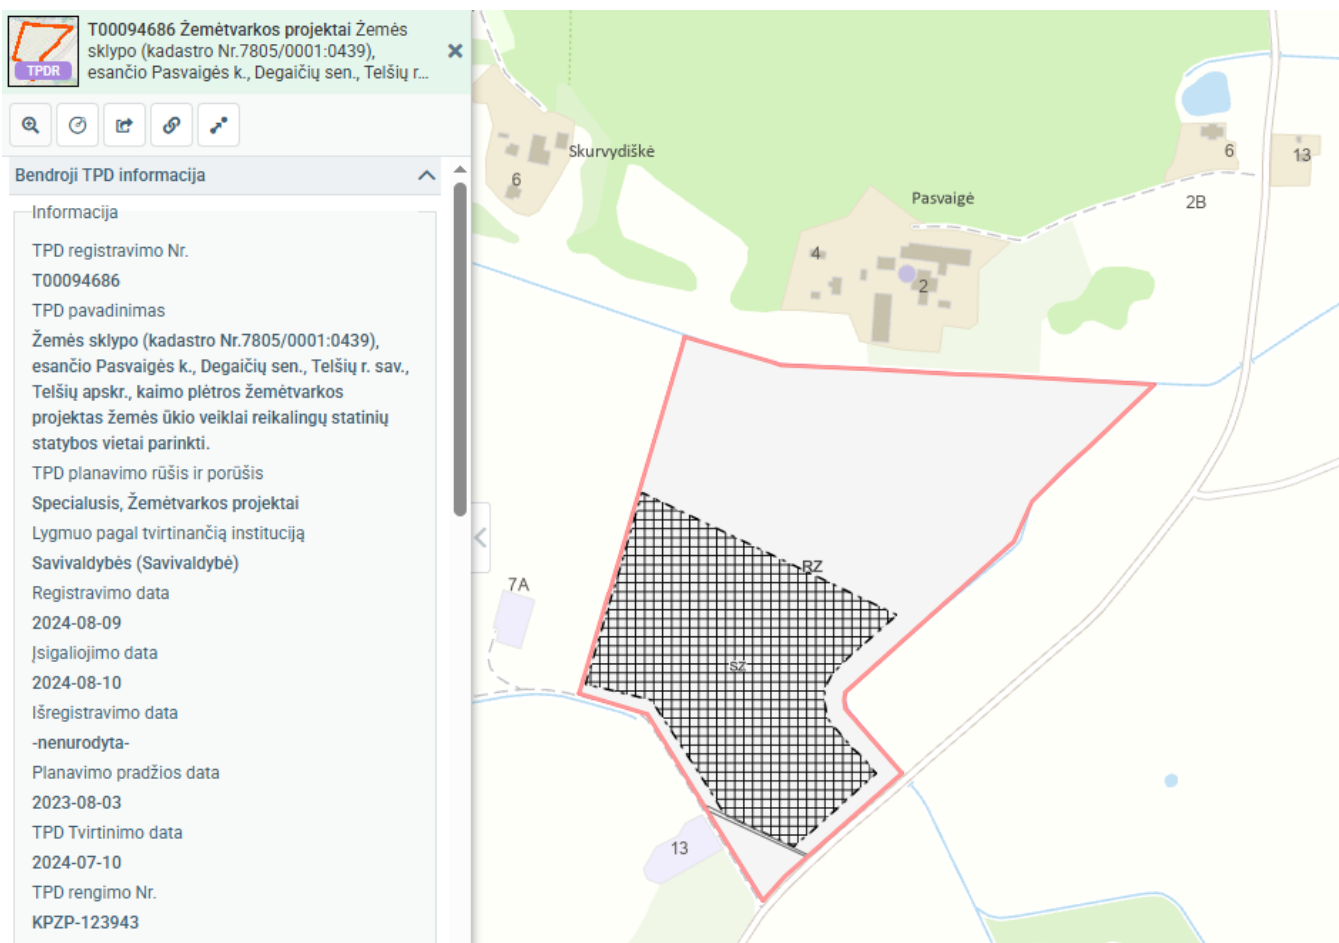 T00094686 Žemėtvarkos projektai Žemės
sklypo (kadastro Nr.7805/0001:0439),
esančio Pasvaigės k., Degaičių sen., Telšių r...
TPDR
Bendroji TPD informacija
Informacija
TPD registravimo Nr.
T00094686
TPD pavadinimas
Žemės sklypo (kadastro Nr.7805/0001:0439),
esančio Pasvaigės k., Degaičių sen., Telšių r. sav.,
Telšių apskr., kaimo plėtros žemėtvarkos
projektas žemės ūkio veiklai reikalingų statinių
statybos vietai parinkti.
TPD planavimo rūšis ir porūšis
Specialusis, Žemėtvarkos projektai
Lygmuo pagal tvirtinančią instituciją
Savivaldybės (Savivaldybė)
Registravimo data
2024-08-09
Įsigaliojimo data
2024-08-10
Išregistravimo data
-nenurodyta-
Planavimo pradžios data
2023-08-03
TPD Tvirtinimo data
2024-07-10
TPD rengimo Nr.
KPZP-123943
Skurvydiškė
6
6
13
Pasvaigė
2B
4
2
RZ
7A
SZ
13